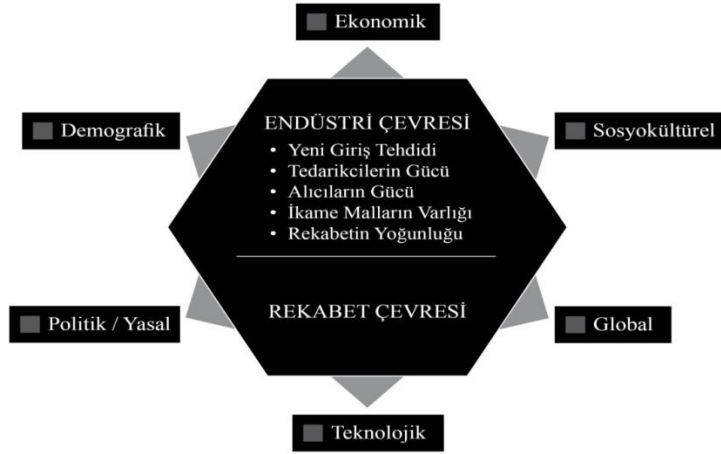 Ekonomik
Demografik
ENDÜSTRİ ÇEVRESİ
Sosyokültürel
• Yeni Giriş Tehdidi
• Tedarikcilerin Gücü
• Alıcıların Gücü
• İkame Malların Varlığı
• Rekabetin Yoğunluğu
REKABET ÇEVRESİ
Politik / Yasal
Global
Teknolojik